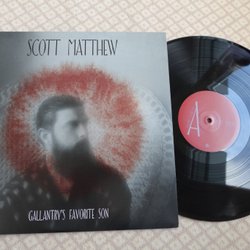 SCOTT MATTHEW
GALLANTRY'S FAVORITE SON
A